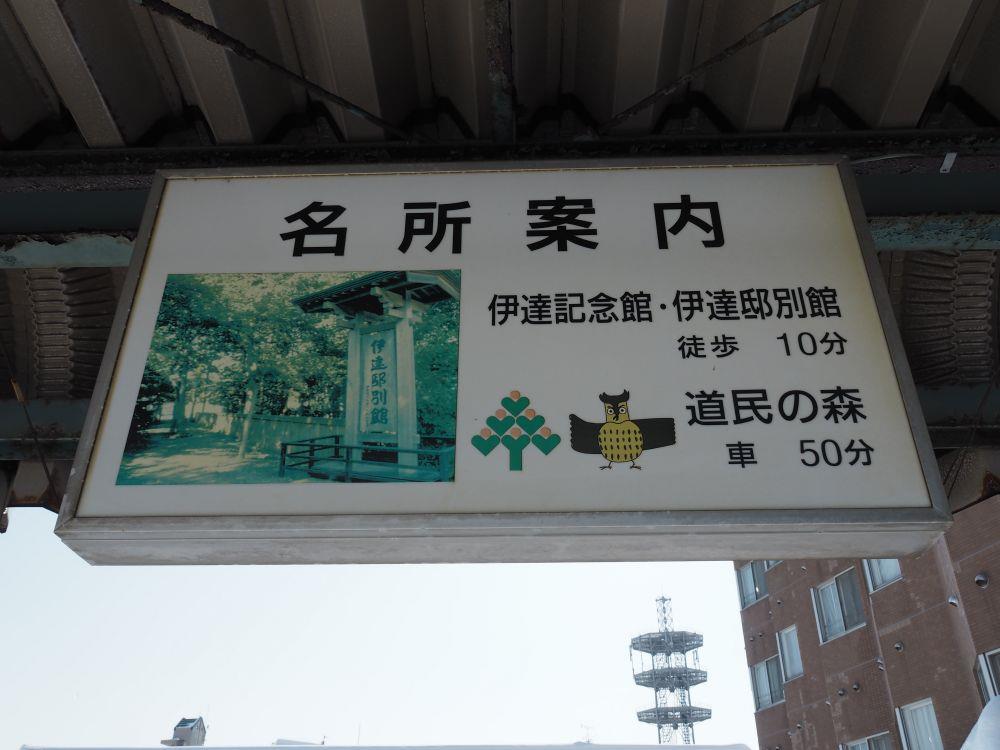 名所案内
伊達邸別館
伊達記念館・伊達邸別館
徒歩 10分
道民の森
車 50分